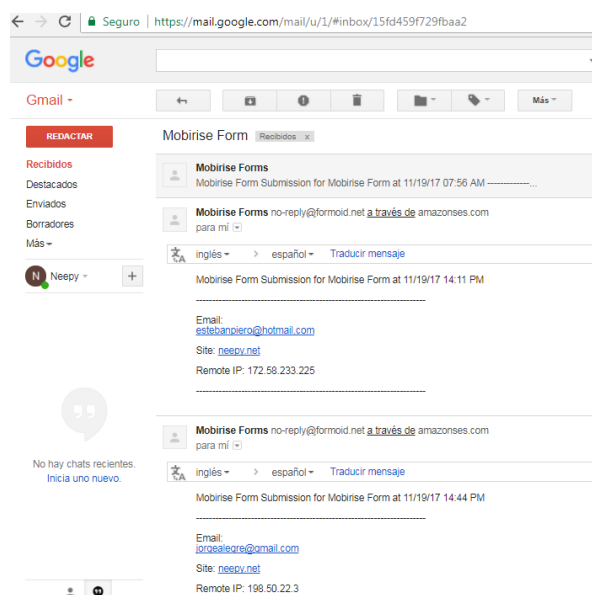 Seguro | https://mail.google.com/mail/u/1/#inbox/15fd459f729fbaa2
Google
Gmail
Más
REDACTAR
Mobirise Form Recibidos x
Recibidos
Destacados
Enviados
Borradores
Más
N Neepy +
No hay chats recientes.
Inicia uno nuevo.
Mobirise Forms
Mobirise Form Submission for Mobirise Form at 11/19/17 07:56 AM -------------...
Mobirise Forms no-reply@formoid.net a través de amazonses.com
para mí
inglés > español Traducir mensaje
Mobirise Form Submission for Mobirise Form at 11/19/17 14:11 PM
----------------------------------------------------------------------
Email:
estebanpiero@hotmail.com
Site: neepy.net
Remote IP: 172.58.233.225
----------------------------------------------------------------------
Mobirise Forms no-reply@formoid.net a través de amazonses.com
para mí
inglés > español Traducir mensaje
Mobirise Form Submission for Mobirise Form at 11/19/17 14:44 PM
----------------------------------------------------------------------
Email:
jorgealegre@gmail.com
Site: neepy.net
Remote IP: 198.50.22.3